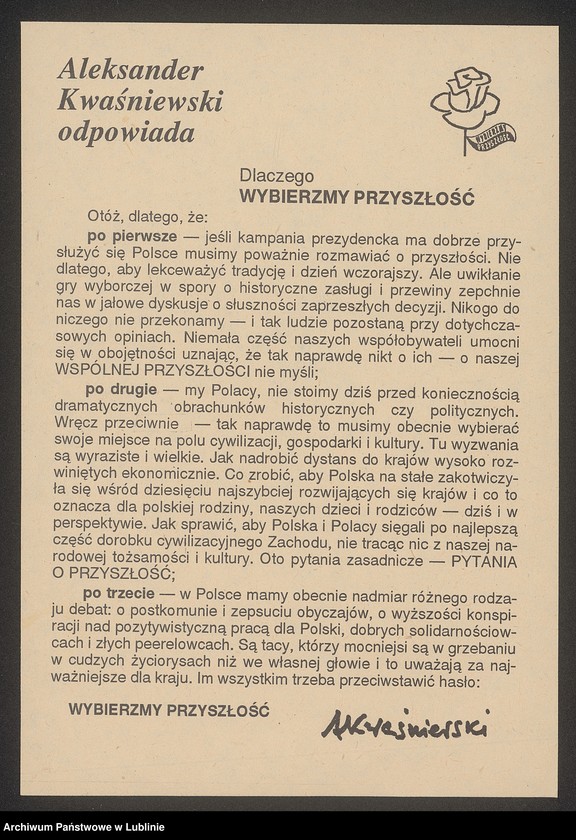 Aleksander
Kwaśniewski
odpowiada
WYBIERZMY
PRZYSZŁOŚĆ
Dlaczego
WYBIERZMY PRZYSZŁOŚĆ
Otóż, dlatego, że:
po pierwsze — jeśli kampania prezydencka ma dobrze przy-
służyć się Polsce musimy poważnie rozmawiać o przyszłości. Nie
dlatego, aby lekceważyć tradycję i dzień wczorajszy. Ale uwikłanie
gry wyborczej w spory o historyczne zasługi i przewiny zepchnie
nas w jałowe dyskusje o słuszności zaprzeszłych decyzji. Nikogo do
niczego nie przekonamy — i tak ludzie pozostaną przy dotychcza-
sowych opiniach. Niemała część naszych współobywateli umocni
się w obojętności uznając, że tak naprawdę nikt o ich — o naszej
WSPÓLNEJ PRZYSZŁOŚCI nie myśli;
po drugie — my Polacy, nie stoimy dziś przed koniecznością
dramatycznych obrachunków historycznych czy politycznych.
Wręcz przeciwnie — tak naprawdę to musimy obecnie wybierać
swoje miejsce na polu cywilizacji, gospodarki i kultury. Tu wyzwania
są wyraziste i wielkie. Jak nadrobić dystans do krajów wysoko roz-
winiętych ekonomicznie. Co zrobić, aby Polska na stałe zakotwiczy-
ła się wśród dziesięciu najszybciej rozwijających się krajów i co to
oznacza dla polskiej rodziny, naszych dzieci i rodziców — dziś i w
perspektywie. Jak sprawić, aby Polska i Polacy sięgali po najlepszą
część dorobku cywilizacyjnego Zachodu, nie tracąc nic z naszej na-
rodowej tożsamości i kultury. Oto pytania zasadnicze — PYTANIA
O PRZYSZŁOŚĆ;
po trzecie — w Polsce mamy obecnie nadmiar różnego rodza-
ju debat: o postkomunie i zepsuciu obyczajów, o wyższości konspi-
racji nad pozytywistyczną pracą dla Polski, dobrych solidarnościow-
cach i złych peerelowcach. Są tacy, którzy mocniejsi są w grzebaniu
w cudzych życiorysach niż we własnej głowie i to uważają za naj-
ważniejsze dla kraju. Im wszystkim trzeba przeciwstawić hasło:
WYBIERZMY PRZYSZŁOŚĆ
AKwaśniewski
Archiwum Państwowe w Lublinie